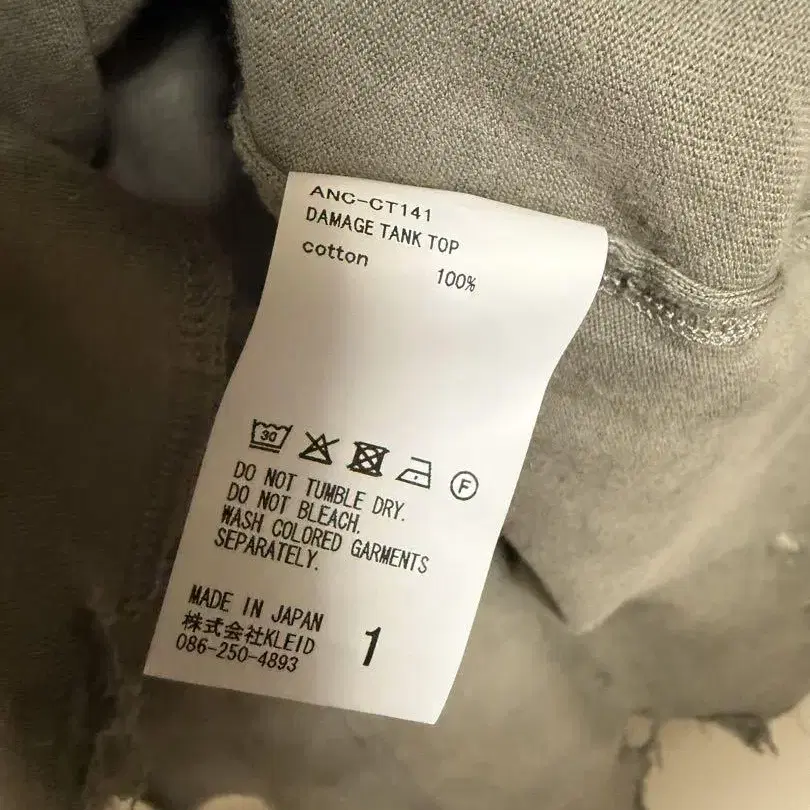 ANC-CT141
DAMAGE TANK TOP
cotton 100%
30
F
DO NOT TUMBLE DRY.
DO NOT BLEACH.
WASH COLORED GARMENTS
SEPARATELY.
MADE IN JAPAN
株式会社KLEID
086-250-4893
1